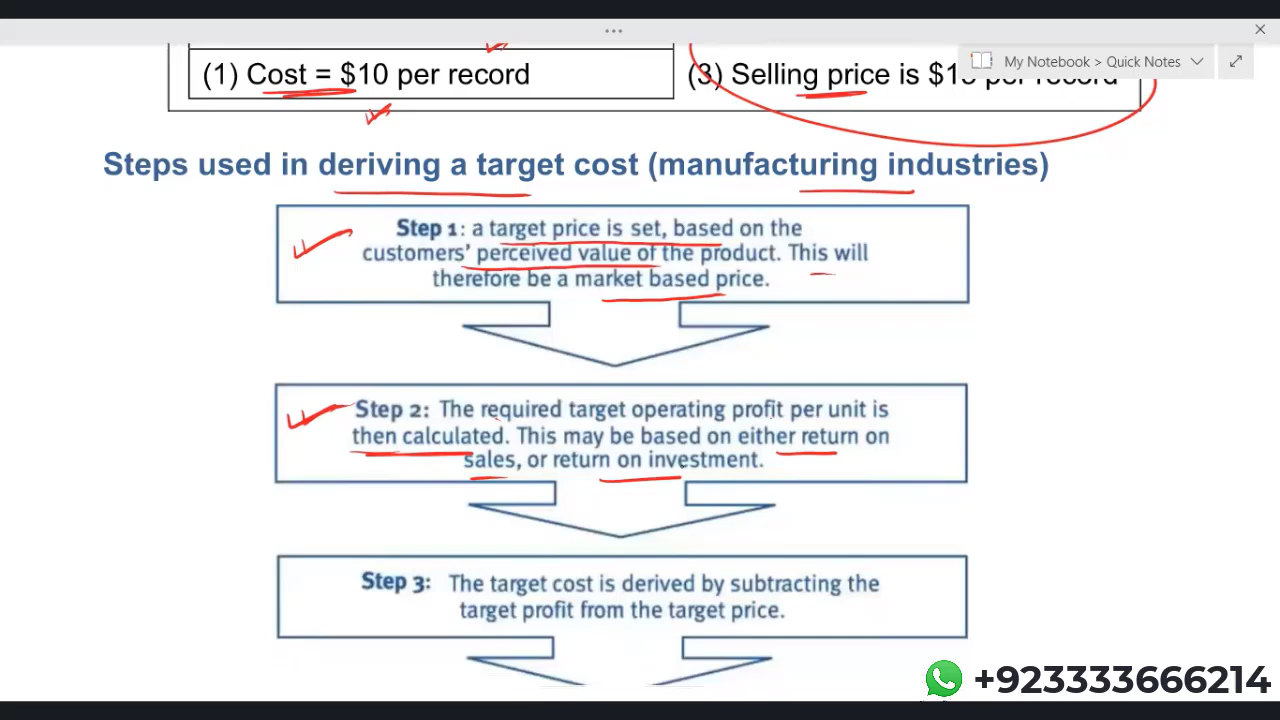 My Notebook > Quick Notes
(1) Cost = $10 per record
(3) Selling price is $15 per record
Steps used in deriving a target cost (manufacturing industries)
Step 1: a target price is set, based on the
customers' perceived value of the product. This will
therefore be a market based price.
Step 2: The required target operating profit per unit is
then calculated. This may be based on either return on
sales, or return on investment.
Step 3: The target cost is derived by subtracting the
target profit from the target price.
+923333666214